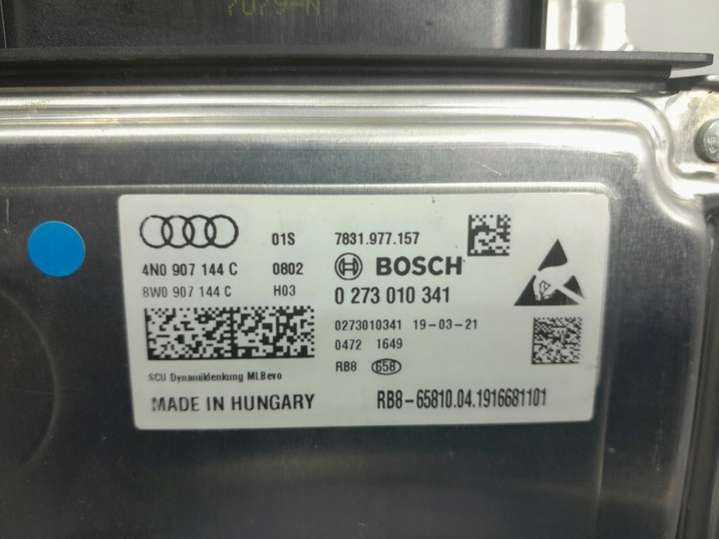 7079-N
01S 7831.977.157
4N0 907 144 C 0802 BOSCH
8W0 907 144 C H03 0 273 010 341
0273010341 19-03-21
0472 1649
RB8 658
SCU Dynamiklenkung MLBevo
MADE IN HUNGARY RB8-65810.04.1916681101